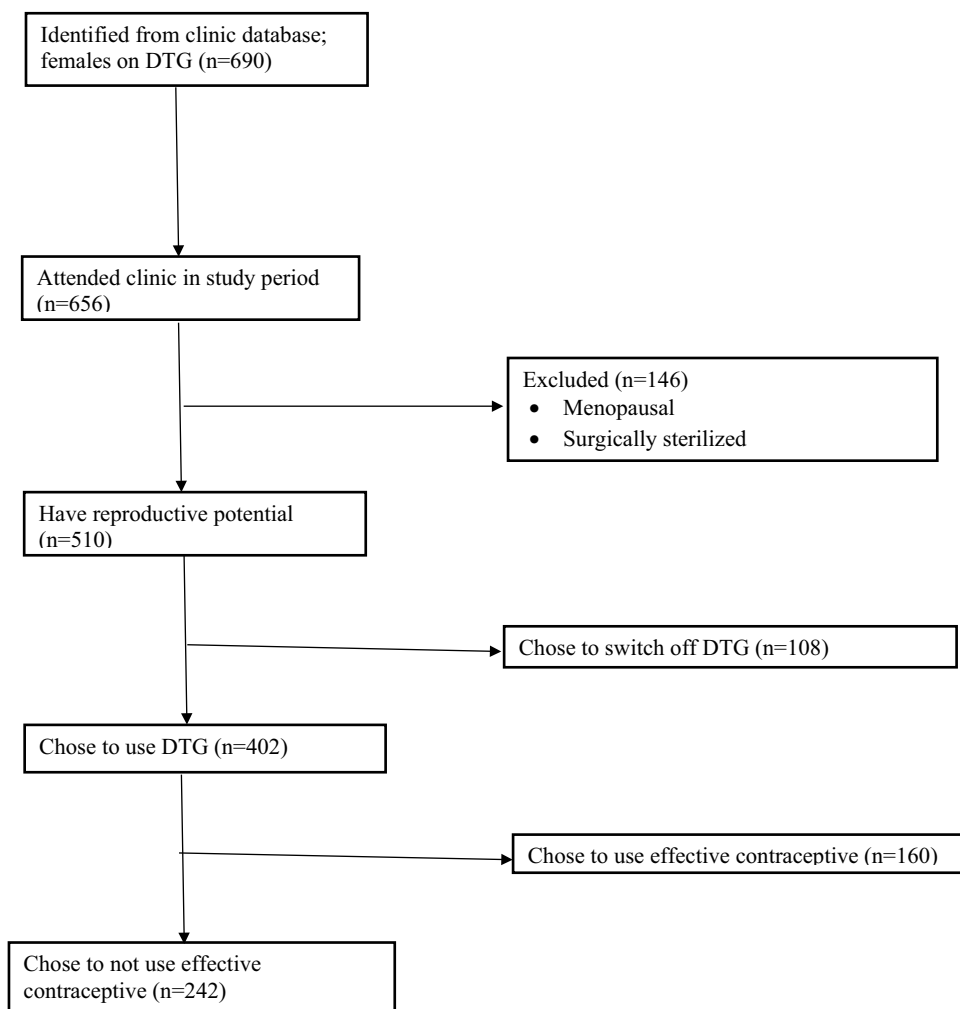 Identified from clinic database;
females on DTG (n=690)
Attended clinic in study period
(n=656)
Excluded (n=146)
• Menopausal
• Surgically sterilized
Have reproductive potential
(n=510)
Chose to switch off DTG (n=108)
Chose to use DTG (n=402)
Chose to use effective contraceptive (n=160)
Chose to not use effective
contraceptive (n=242)